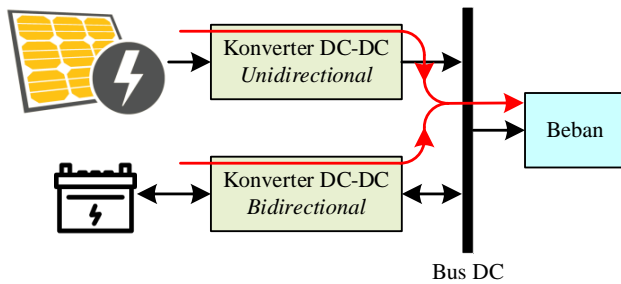 Konverter DC-DC
Unidirectional
Beban
Konverter DC-DC
Bidirectional
Bus DC